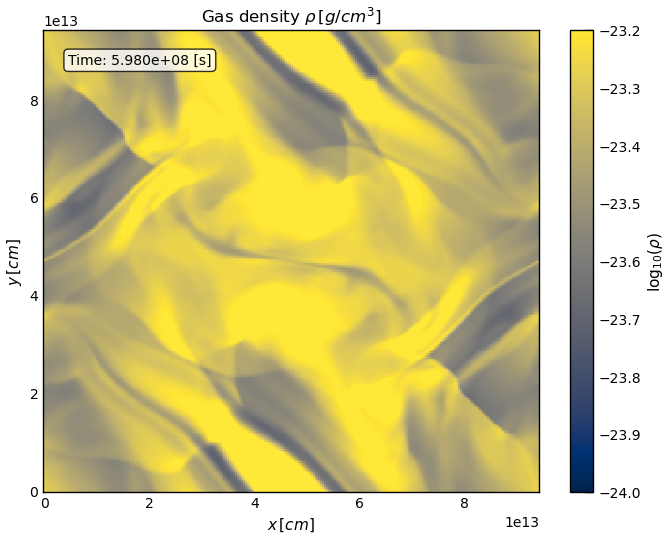 Gas density ρ [g/cm³]
1e13
Time: 5.980e+08 [s]
8
6
4
2
0
y [cm]
0 2 4 6 8
1e13
x [cm]
−23.2
−23.3
−23.4
−23.5
−23.6
−23.7
−23.8
−23.9
−24.0
log₁₀(ρ)